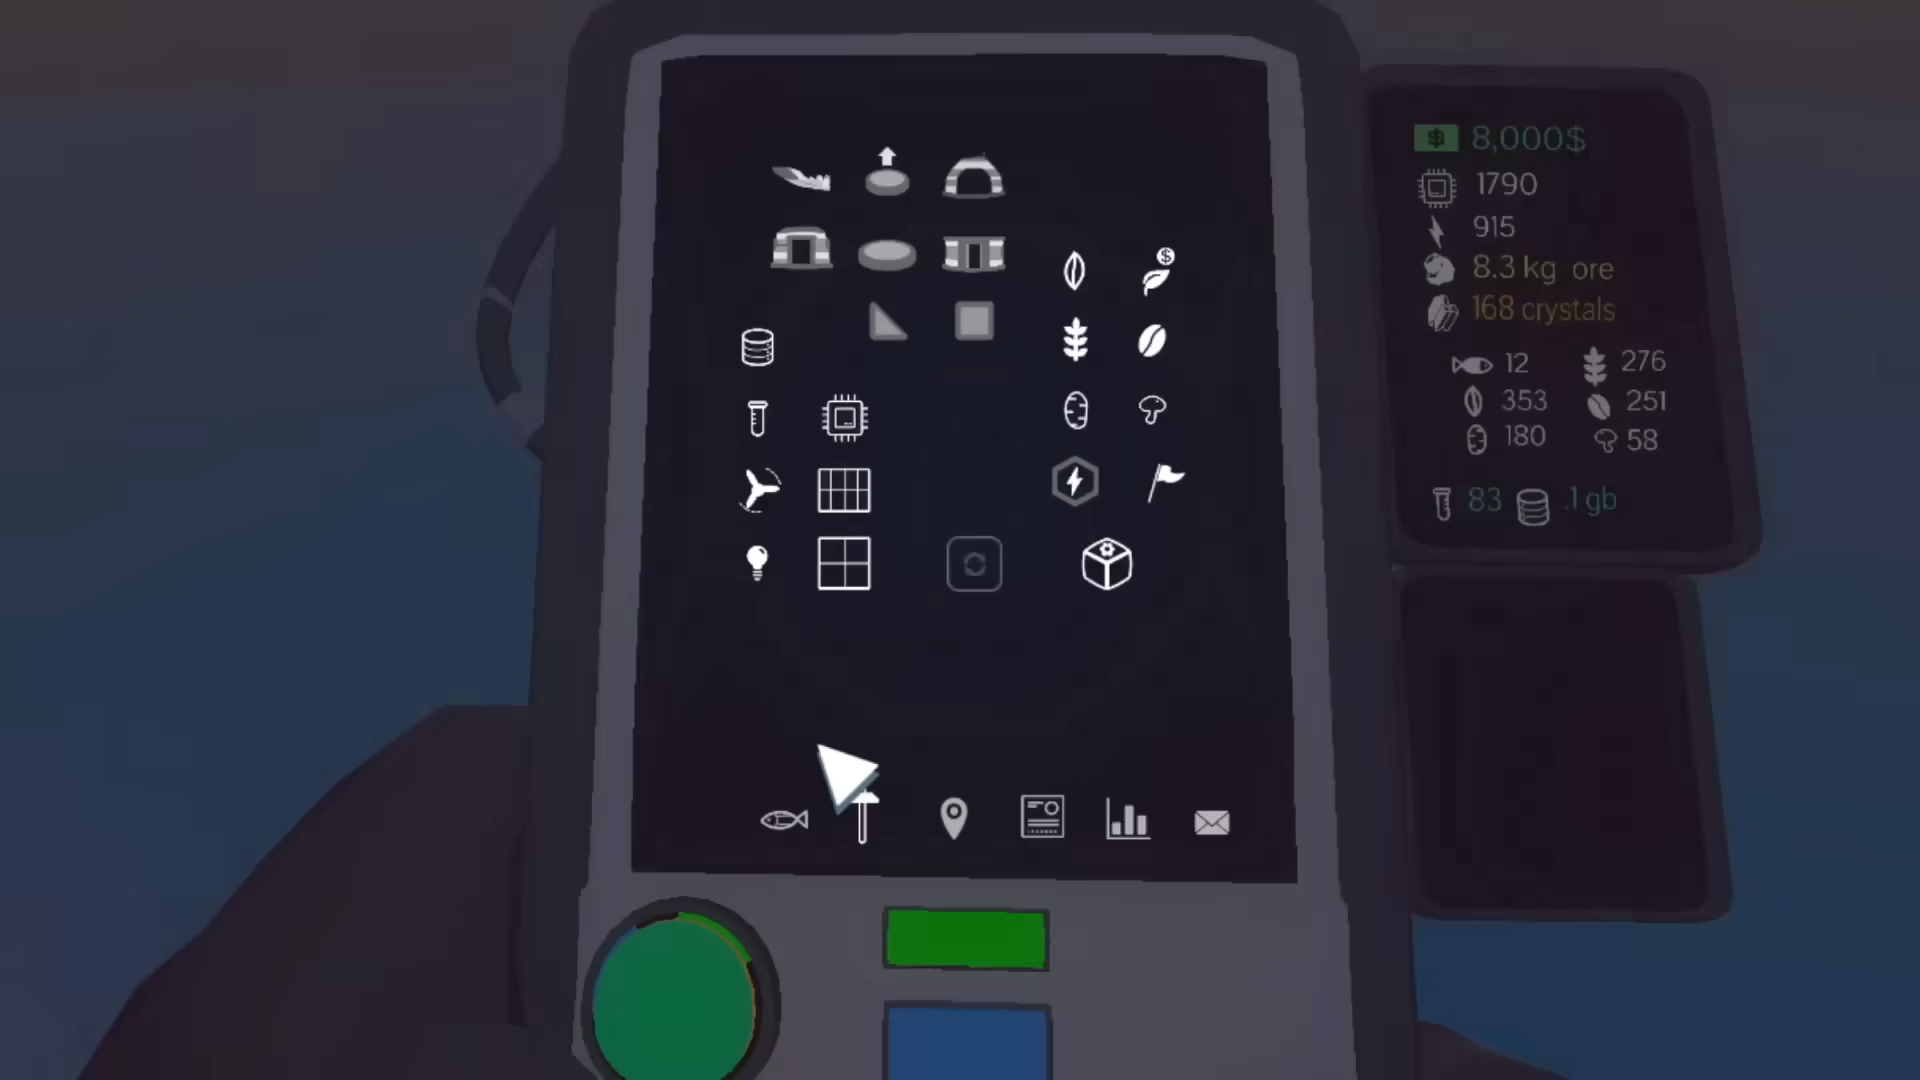 8,000$
1790
915
8.3 kg ore
168 crystals
12 276
353 251
180 58
83 .1 gb